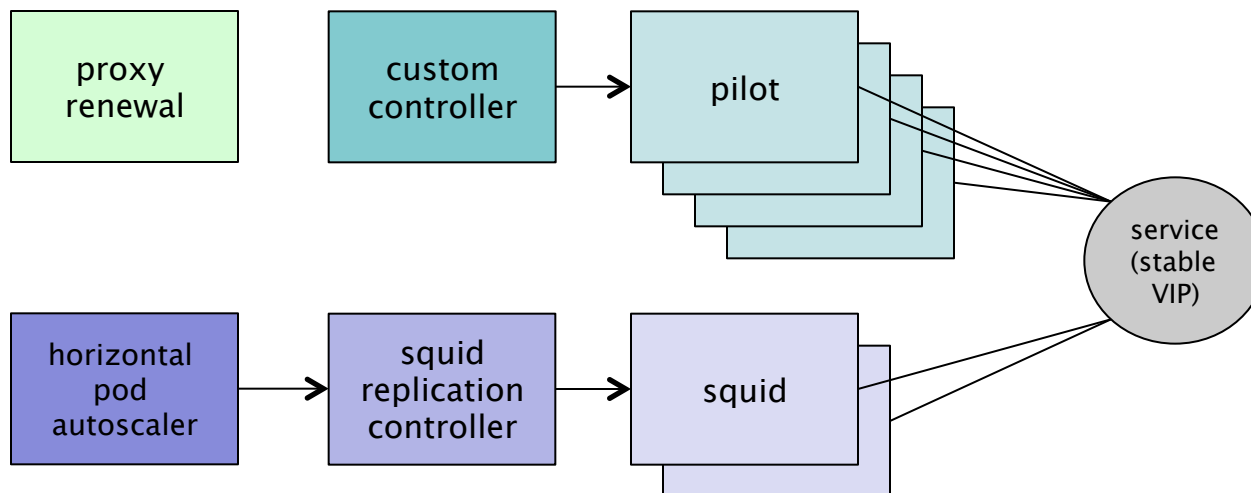 proxy
renewal
custom
controller
pilot
service
(stable
VIP)
horizontal
pod
autoscaler
squid
replication
controller
squid